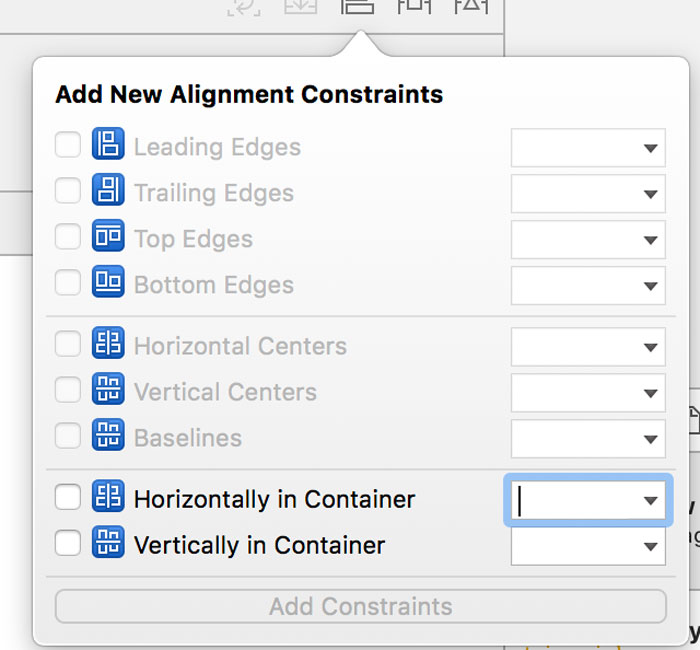 Add New Alignment Constraints
Leading Edges
Trailing Edges
Top Edges
Bottom Edges
Horizontal Centers
Vertical Centers
Baselines
Horizontally in Container
Vertically in Container
Add Constraints